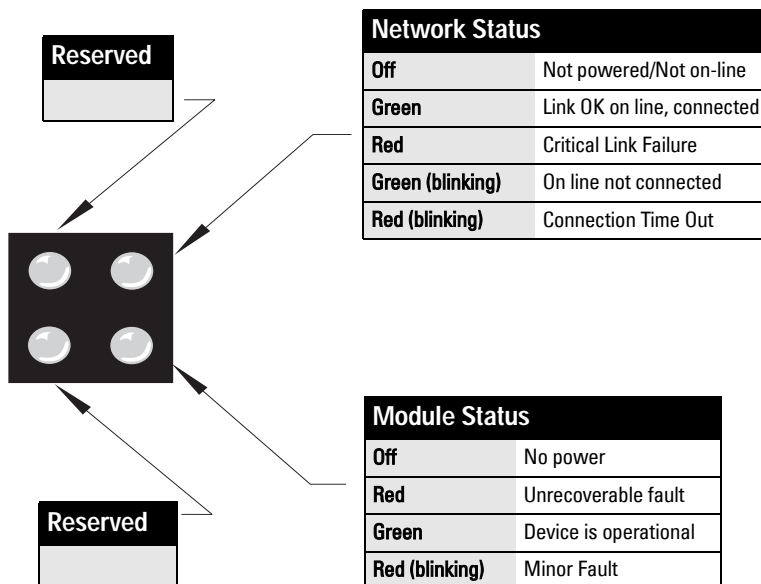 Reserved
Network Status
Off Not powered/Not on-line
Green Link OK on line, connected
Red Critical Link Failure
Green (blinking) On line not connected
Red (blinking) Connection Time Out
Module Status
Off No power
Red Unrecoverable fault
Green Device is operational
Red (blinking) Minor Fault
Reserved